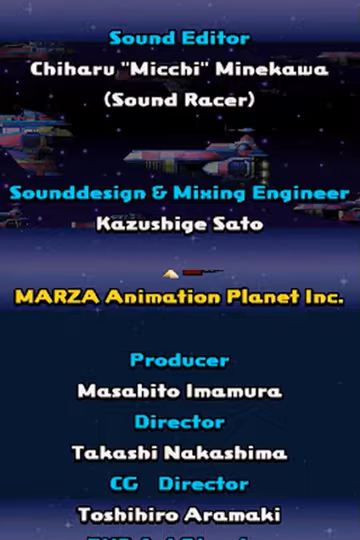 Sound Editor
Chiharu "Micchi" Minekawa
(Sound Racer)
Sounddesign & Mixing Engineer
Kazushige Sato
MARZA Animation Planet Inc.
Producer
Masahito Imamura
Director
Takashi Nakashima
CG Director
Toshihiro Aramaki